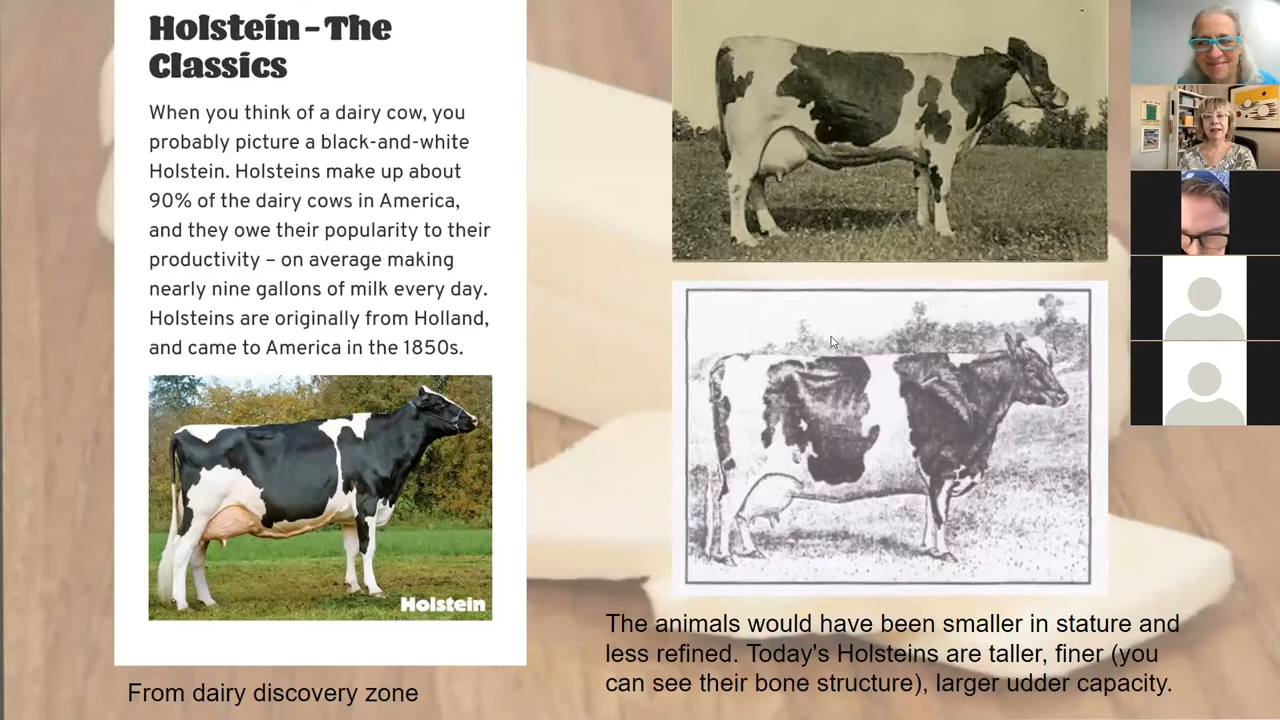 Holstein – The
Classics
When you think of a dairy cow, you
probably picture a black-and-white
Holstein. Holsteins make up about
90% of the dairy cows in America,
and they owe their popularity to their
productivity – on average making
nearly nine gallons of milk every day.
Holsteins are originally from Holland,
and came to America in the 1850s.
Holstein
From dairy discovery zone
The animals would have been smaller in stature and
less refined. Today's Holsteins are taller, finer (you
can see their bone structure), larger udder capacity.